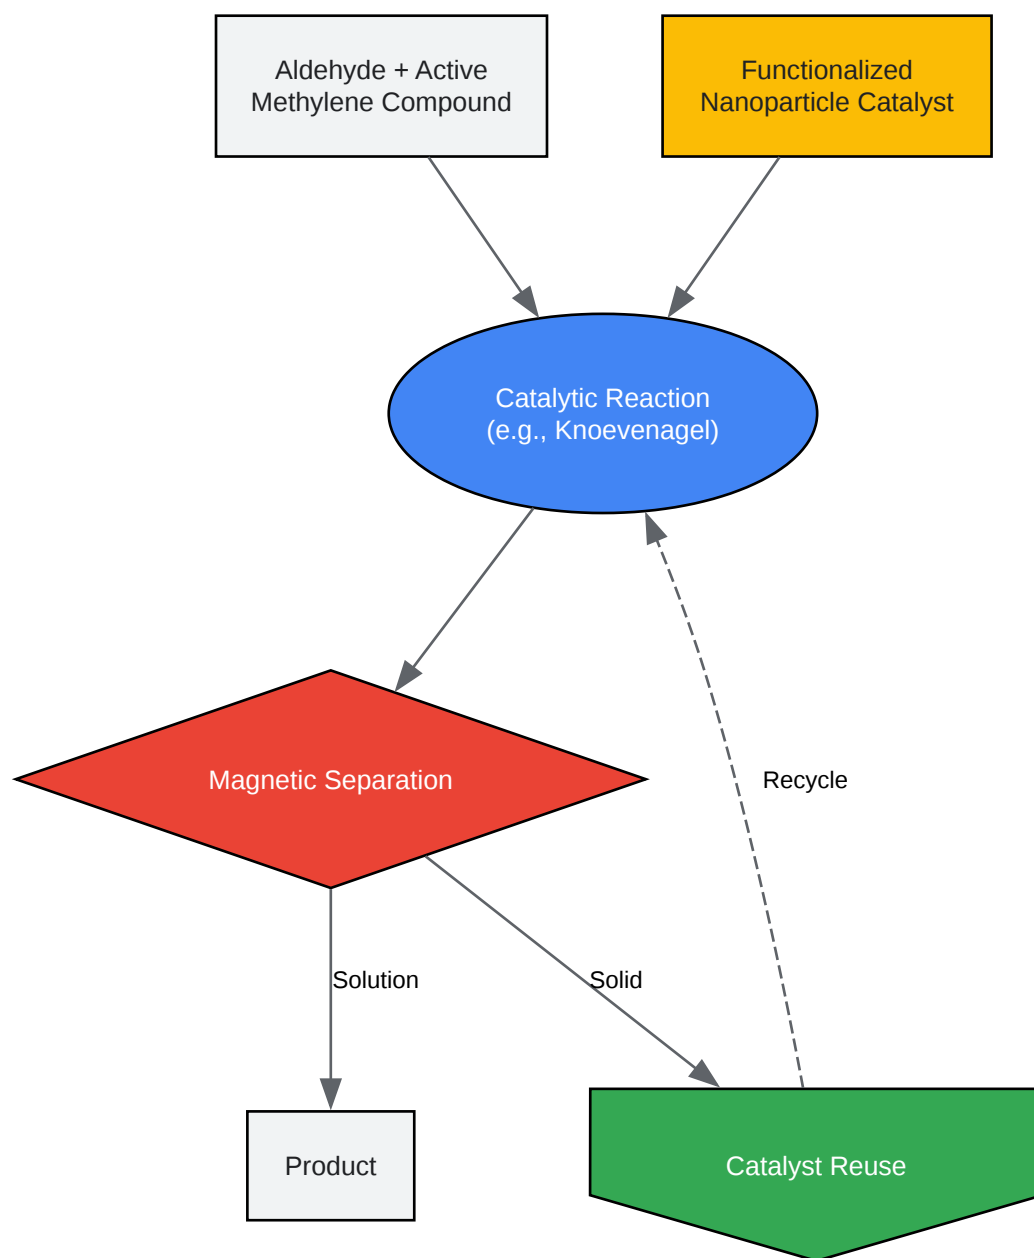 Aldehyde + Active
Methylene Compound
Functionalized
Nanoparticle Catalyst
Catalytic Reaction
(e.g., Knoevenagel)
Magnetic Separation
Recycle
Solution
Solid
Product
Catalyst Reuse